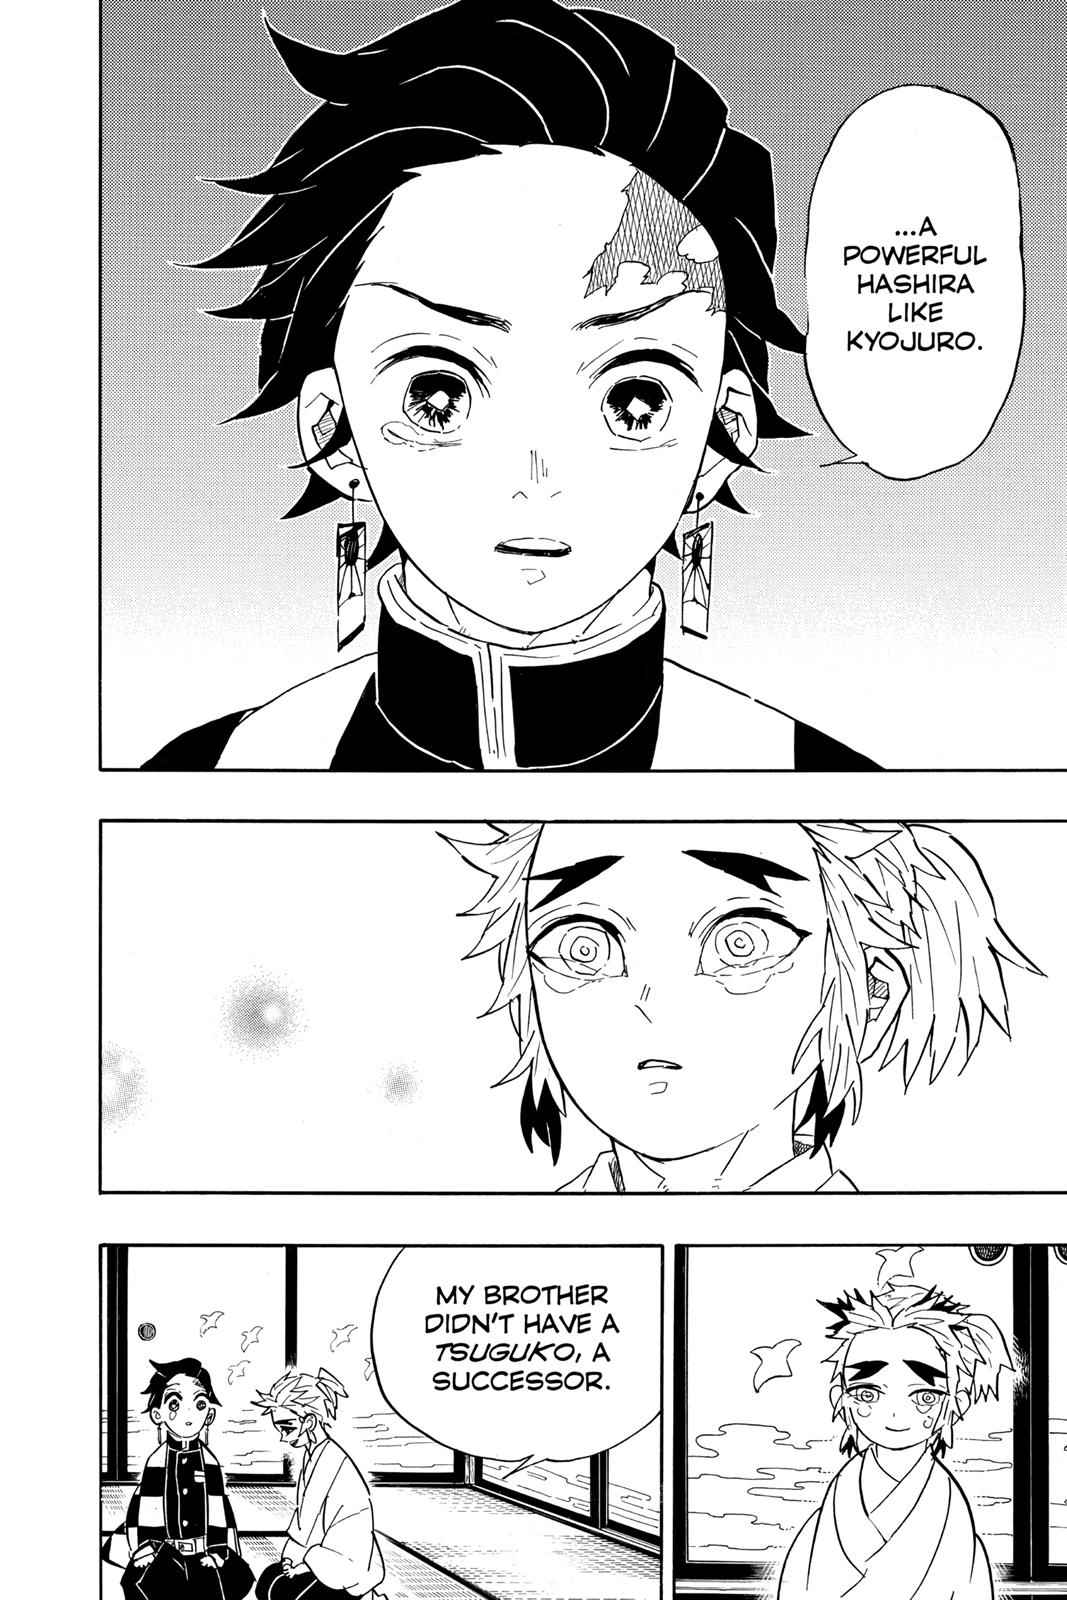 ...A
POWERFUL
HASHIRA
LIKE
KYOJURO.
MY BROTHER
DIDN'T HAVE A
TSUGUKO, A
SUCCESSOR.